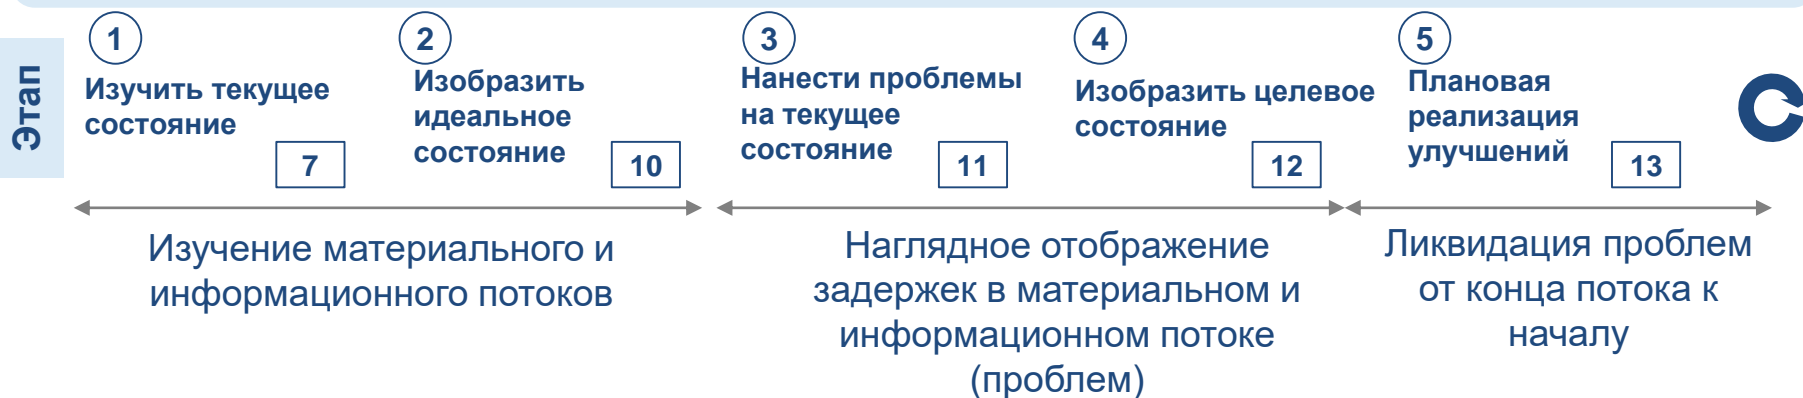 Этап
1
Изучить текущее
состояние
7
2
Изобразить
идеальное
состояние
10
3
Нанести проблемы
на текущее
состояние
11
4
Изобразить целевое
состояние
12
5
Плановая
реализация
улучшений
13
Изучение материального и
информационного потоков
Наглядное отображение
задержек в материальном и
информационном потоке
(проблем)
Ликвидация проблем
от конца потока к
началу